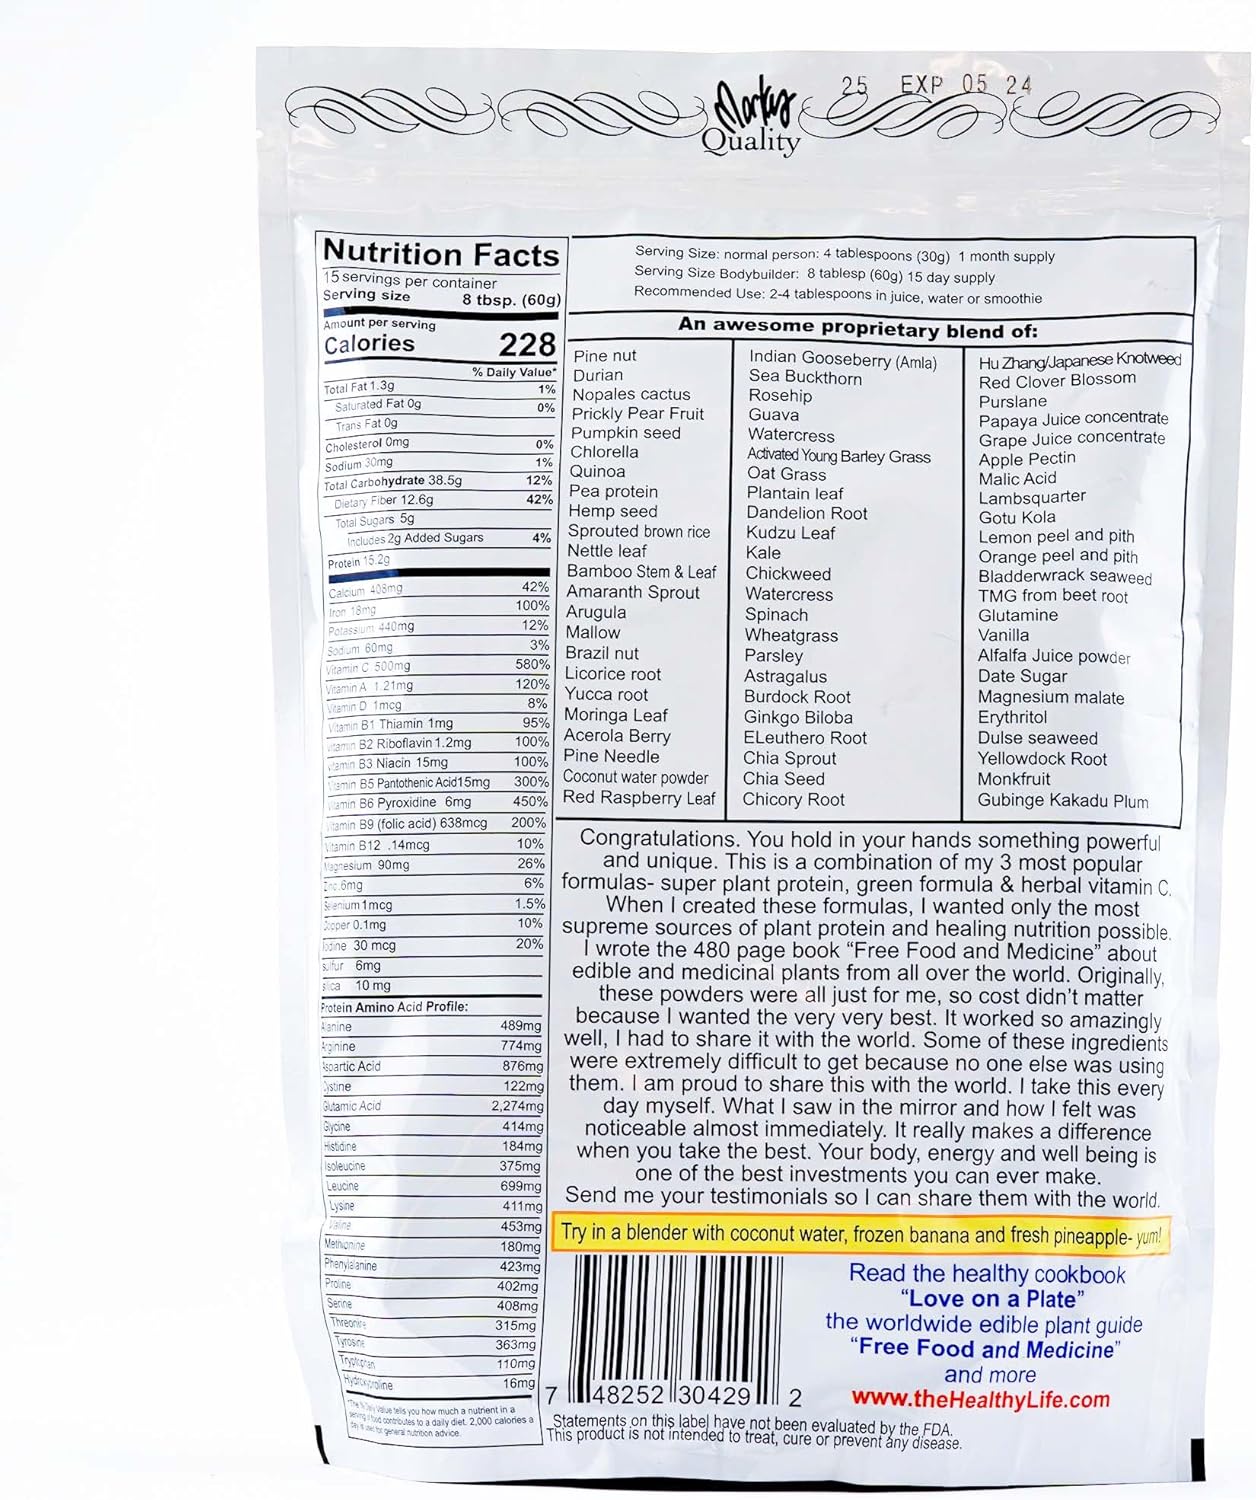 25 EXP 05 24
Markus
Quality
Nutrition Facts
15 servings per container
Serving size 8 tbsp. (60g)
Amount per serving
Calories 228
% Daily Value*
Total Fat 1.3g 1%
Saturated Fat 0g 0%
Trans Fat 0g
Cholesterol 0mg 0%
Sodium 30mg 1%
Total Carbohydrate 38.5g 12%
Dietary Fiber 12.6g 42%
Total Sugars 5g
Includes 2g Added Sugars 4%
Protein 15.2g
Calcium 408mg 42%
Iron 18mg 100%
Potassium 440mg 12%
Sodium 60mg 3%
Vitamin C 500mg 580%
Vitamin A 1.21mg 120%
Vitamin D 1mcg 8%
Vitamin B1 Thiamin 1mg 95%
Vitamin B2 Riboflavin 1.2mg 100%
Vitamin B3 Niacin 15mg 100%
Vitamin B5 Pantothenic Acid15mg 300%
Vitamin B6 Pyroxidine 6mg 450%
Vitamin B9 (folic acid) 638mcg 200%
Vitamin B12 .14mcg 10%
Magnesium 90mg 26%
Zinc.6mg 6%
Selenium 1mcg 1.5%
Copper 0.1mg 10%
Iodine 30 mcg 20%
sulfur 6mg
silica 10 mg
Protein Amino Acid Profile:
Alanine 489mg
Arginine 774mg
Aspartic Acid 876mg
Cystine 122mg
Glutamic Acid 2,274mg
Glycine 414mg
Histidine 184mg
Isoleucine 375mg
Leucine 699mg
Lysine 411mg
453mg
Methionine 180mg
Phenylalanine 423mg
Proline 402mg
Serine 408mg
Threonine 315mg
Tyrosine 363mg
Tryptophan 110mg
Hydroxyproline 16mg
*The % Daily Value tells you how much a nutrient in a
serving of food contributes to a daily diet. 2,000 calories a
day is used for general nutrition advice.
Serving Size: normal person: 4 tablespoons (30g) 1 month supply
Serving Size Bodybuilder: 8 tablesp (60g) 15 day supply
Recommended Use: 2-4 tablespoons in juice, water or smoothie
An awesome proprietary blend of:
Pine nut
Durian
Nopales cactus
Prickly Pear Fruit
Pumpkin seed
Chlorella
Quinoa
Pea protein
Hemp seed
Sprouted brown rice
Nettle leaf
Bamboo Stem & Leaf
Amaranth Sprout
Arugula
Mallow
Brazil nut
Licorice root
Yucca root
Moringa Leaf
Acerola Berry
Pine Needle
Coconut water powder
Red Raspberry Leaf
Indian Gooseberry (Amla)
Sea Buckthorn
Rosehip
Guava
Watercress
Activated Young Barley Grass
Oat Grass
Plantain leaf
Dandelion Root
Kudzu Leaf
Kale
Chickweed
Watercress
Spinach
Wheatgrass
Parsley
Astragalus
Burdock Root
Ginkgo Biloba
ELeuthero Root
Chia Sprout
Chia Seed
Chicory Root
Hu Zhang/Japanese Knotweed
Red Clover Blossom
Purslane
Papaya Juice concentrate
Grape Juice concentrate
Apple Pectin
Malic Acid
Lambsquarter
Gotu Kola
Lemon peel and pith
Orange peel and pith
Bladderwrack seaweed
TMG from beet root
Glutamine
Vanilla
Alfalfa Juice powder
Date Sugar
Magnesium malate
Erythritol
Dulse seaweed
Yellowdock Root
Monkfruit
Gubinge Kakadu Plum
Congratulations. You hold in your hands something powerful
and unique. This is a combination of my 3 most popular
formulas- super plant protein, green formula & herbal vitamin C.
When I created these formulas, I wanted only the most
supreme sources of plant protein and healing nutrition possible.
I wrote the 480 page book “Free Food and Medicine” about
edible and medicinal plants from all over the world. Originally,
these powders were all just for me, so cost didn't matter
because I wanted the very very best. It worked so amazingly
well, I had to share it with the world. Some of these ingredients
were extremely difficult to get because no one else was using
them. I am proud to share this with the world. I take this every
day myself. What I saw in the mirror and how I felt was
noticeable almost immediately. It really makes a difference
when you take the best. Your body, energy and well being is
one of the best investments you can ever make.
Send me your testimonials so I can share them with the world.
Try in a blender with coconut water, frozen banana and fresh pineapple- yum!
7 48252 30429 2
Read the healthy cookbook
“Love on a Plate”
the worldwide edible plant guide
“Free Food and Medicine”
and more
www.theHealthyLife.com
Statements on this label have not been evaluated by the FDA.
This product is not intended to treat, cure or prevent any disease.